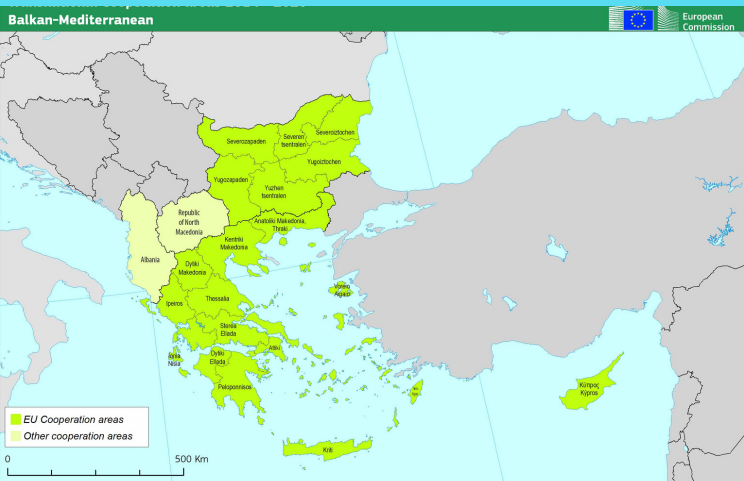 Balkan-Mediterranean
European
Commission
Severozapaden
Severen
tsentralen
Severoiztochen
Yugoiztochen
Yugozapaden
Yuzhen
tsentralen
Republic
of North
Macedonia
Albania
Anatoliki Makedonia,
Thraki
Kentriki
Makedonia
Dytiki
Makedonia
Ipeiros
Thessalia
Voreio
Aigaio
Sterea
Ellada
Ionia
Nisia
Dytiki
Ellada
Attiki
Peloponnisos
Κύπρος
Kýpros
Kriti
EU Cooperation areas
Other cooperation areas
0
500 Km